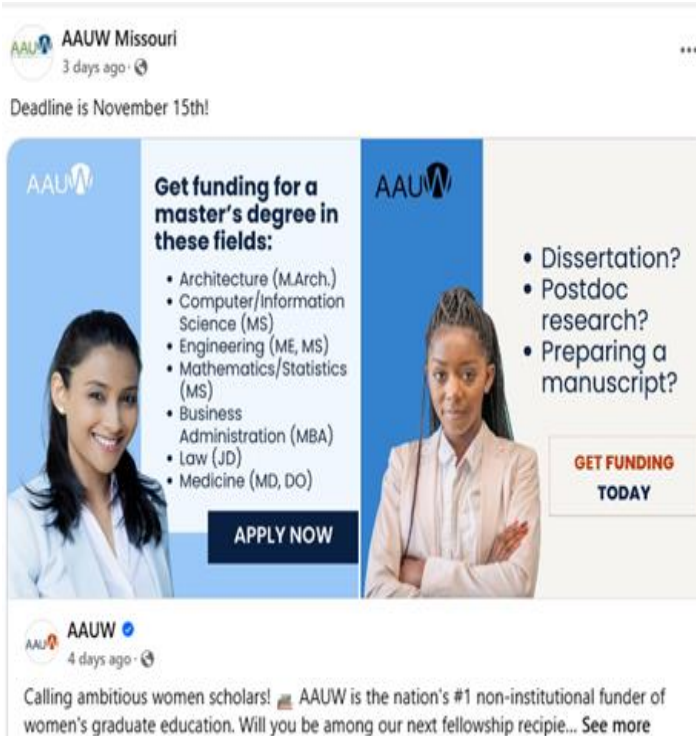 AAUW
AAUW Missouri
3 days ago
Deadline is November 15th!
AAUW
Get funding for a
master's degree in
these fields:
• Architecture (M.Arch.)
• Computer/Information
Science (MS)
• Engineering (ME, MS)
• Mathematics/Statistics
(MS)
• Business
Administration (MBA)
• Law (JD)
• Medicine (MD, DO)
APPLY NOW
AAUW
• Dissertation?
• Postdoc
research?
• Preparing a
manuscript?
GET FUNDING
TODAY
AAUW
AAUW
4 days ago
Calling ambitious women scholars! AAUW is the nation's #1 non-institutional funder of
women's graduate education. Will you be among our next fellowship recipie... See more